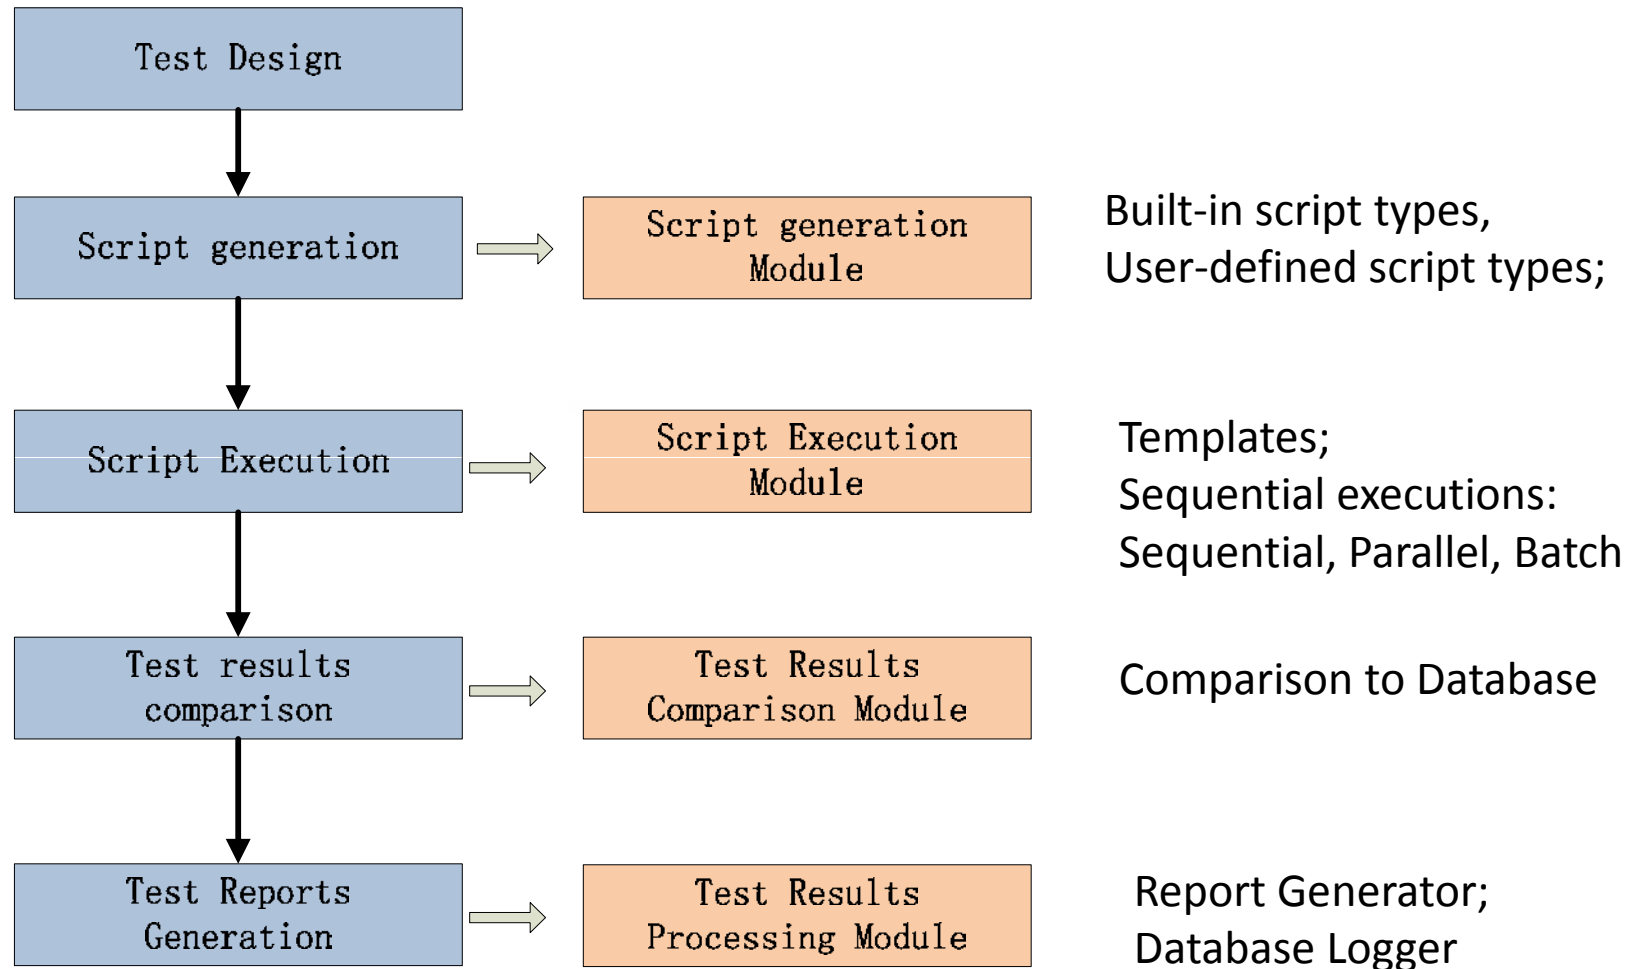 Test Design
Script generation
Script generation
Module
Built-in script types,
User-defined script types;
Script Execution
Script Execution
Module
Templates;
Sequential executions:
Sequential, Parallel, Batch
Test results
comparison
Test Results
Comparison Module
Comparison to Database
Test Reports
Generation
Test Results
Processing Module
Report Generator;
Database Logger